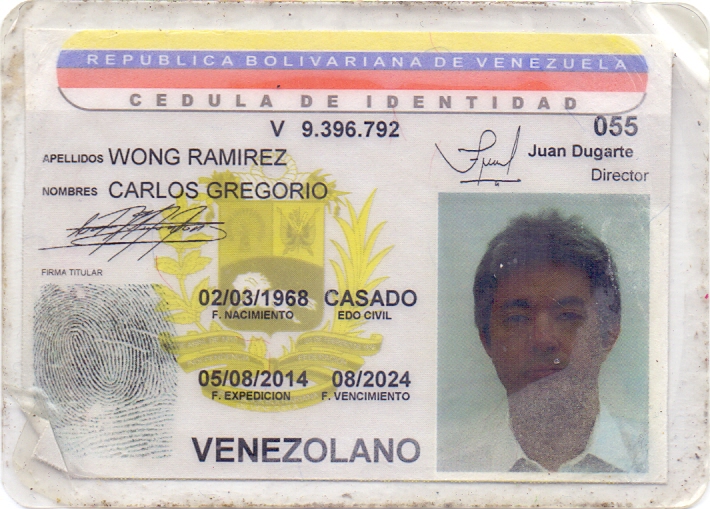 REPUBLICA BOLIVARIANA DE VENEZUELA
CEDULA DE IDENTIDAD
V 9.396.792
055
APELLIDOS WONG RAMIREZ
Juan Dugarte
Director
NOMBRES CARLOS GREGORIO
FIRMA TITULAR
02/03/1968 CASADO
F. NACIMIENTO EDO CIVIL
05/08/2014 08/2024
F. EXPEDICION F. VENCIMIENTO
VENEZOLANO